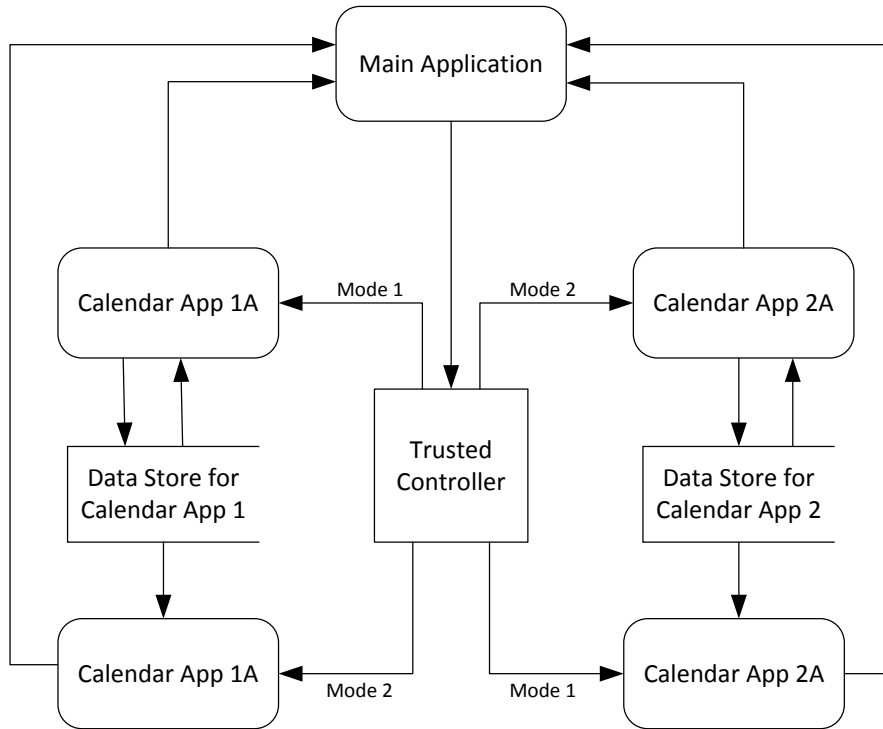 Main Application
Calendar App 1A
Mode 1
Mode 2
Calendar App 2A
Data Store for
Calendar App 1
Trusted
Controller
Data Store for
Calendar App 2
Calendar App 1A
Mode 2
Mode 1
Calendar App 2A